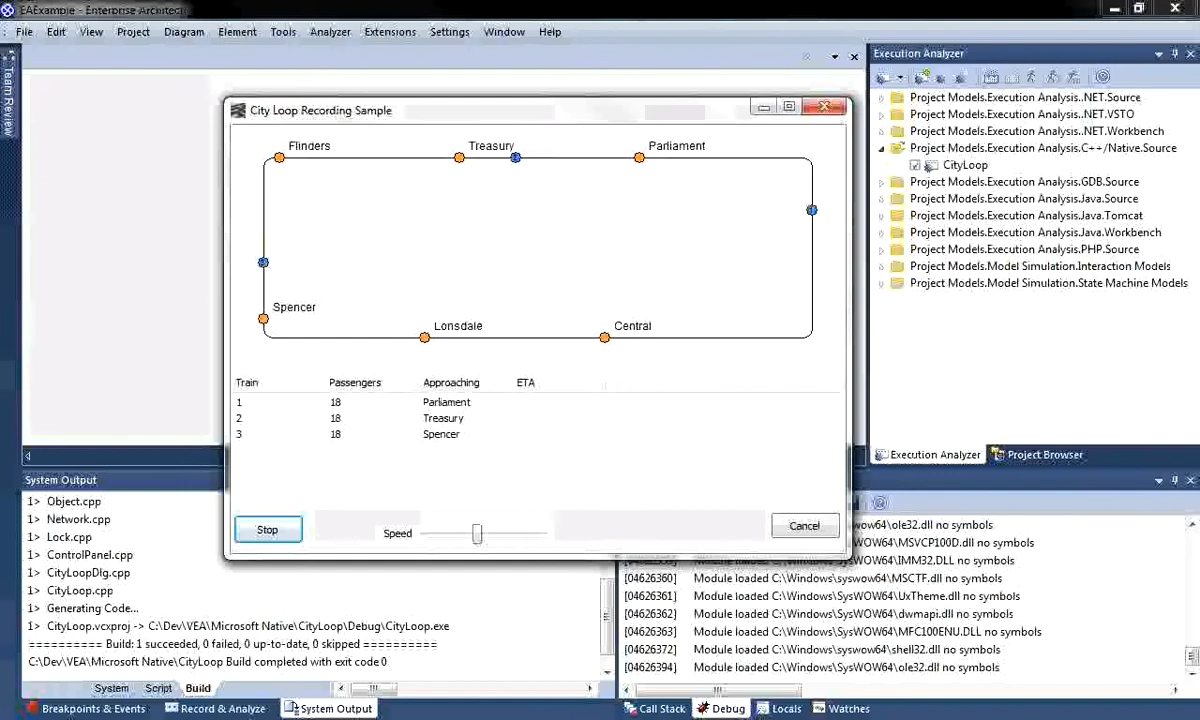 EAExample - Enterprise Architect
File Edit View Project Diagram Element Tools Analyzer Extensions Settings Window Help
Team Review
City Loop Recording Sample
Flinders
Treasury
Parliament
Spencer
Lonsdale
Central
Train Passengers Approaching ETA
1 18 Parliament
2 18 Treasury
3 18 Spencer
Stop
Speed
Cancel
Execution Analyzer
Project Models.Execution Analysis..NET.Source
Project Models.Execution Analysis..NET.VSTO
Project Models.Execution Analysis..NET.Workbench
Project Models.Execution Analysis.C++/Native.Source
CityLoop
Project Models.Execution Analysis.GDB.Source
Project Models.Execution Analysis.Java.Source
Project Models.Execution Analysis.Java.Tomcat
Project Models.Execution Analysis.Java.Workbench
Project Models.Execution Analysis.PHP.Source
Project Models.Model Simulation.Interaction Models
Project Models.Model Simulation.State Machine Models
Execution Analyzer Project Browser
System Output
1> Object.cpp
1> Network.cpp
1> Lock.cpp
1> ControlPanel.cpp
1> CityLoopDlg.cpp
1> CityLoop.cpp
1> Generating Code...
1> CityLoop.vcxproj -> C:\Dev\VEA\Microsoft Native\CityLoop\Debug\CityLoop.exe
========== Build: 1 succeeded, 0 failed, 0 up-to-date, 0 skipped ==========
C:\Dev\VEA\Microsoft Native\CityLoop Build completed with exit code 0
System Script Build
swow64\ole32.dll no symbols
swow64\MSVCP100D.dll no symbols
Module loaded C:\Windows\syswow64\IMM32.DLL no symbols
[04626360] Module loaded C:\Windows\syswow64\MSCTF.dll no symbols
[04626361] Module loaded C:\Windows\SysWOW64\UxTheme.dll no symbols
[04626362] Module loaded C:\Windows\SysWOW64\dwmapi.dll no symbols
[04626363] Module loaded C:\Windows\SysWOW64\MFC100ENU.DLL no symbols
[04626372] Module loaded C:\Windows\syswow64\shell32.dll no symbols
[04626394] Module loaded C:\Windows\syswow64\ole32.dll no symbols
Breakpoints & Events Record & Analyze System Output
Call Stack Debug Locals Watches